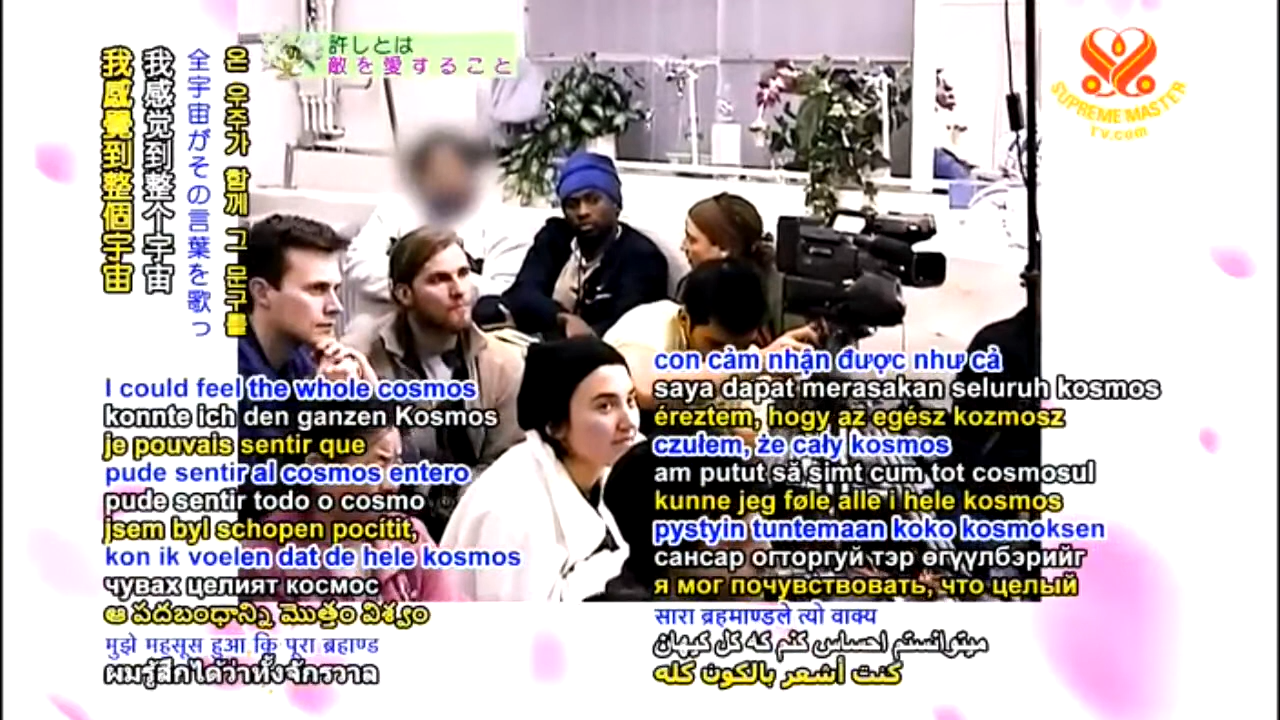 許しとは
敵を愛すること
SUPREME MASTER
TV.com
我感覺到整個宇宙
我感觉到整个宇宙
全宇宙がその言葉を歌っ
온 우주가 함께 그 문구를
I could feel the whole cosmos
konnte ich den ganzen Kosmos
je pouvais sentir que
pude sentir al cosmos entero
pude sentir todo o cosmo
jsem byl schopen pocítit,
kon ik voelen dat de hele kosmos
чувах целият космос
ఆ పదబంధాన్ని మొత్తం విశ్వం
मुझे महसूस हुआ कि पूरा ब्रह्माण्ड
ผมรู้สึกได้ว่าทั้งจักรวาล
con cảm nhận được như cả
saya dapat merasakan seluruh kosmos
éreztem, hogy az egész kozmosz
czułem, że cały kosmos
am putut să simt cum tot cosmosul
kunne jeg føle alle i hele kosmos
pystyin tuntemaan koko kosmoksen
сансар огторгуй тэр өгүүлбэрийг
я мог почувствовать, что целый
सारा ब्रह्माण्डले त्यो वाक्य
میتوانستم احساس کنم که کل کیهان
كنت أشعر بالكون كله